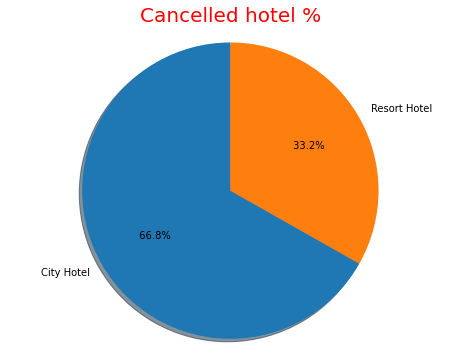 Cancelled hotel %
Resort Hotel
33.2%
66.8%
City Hotel